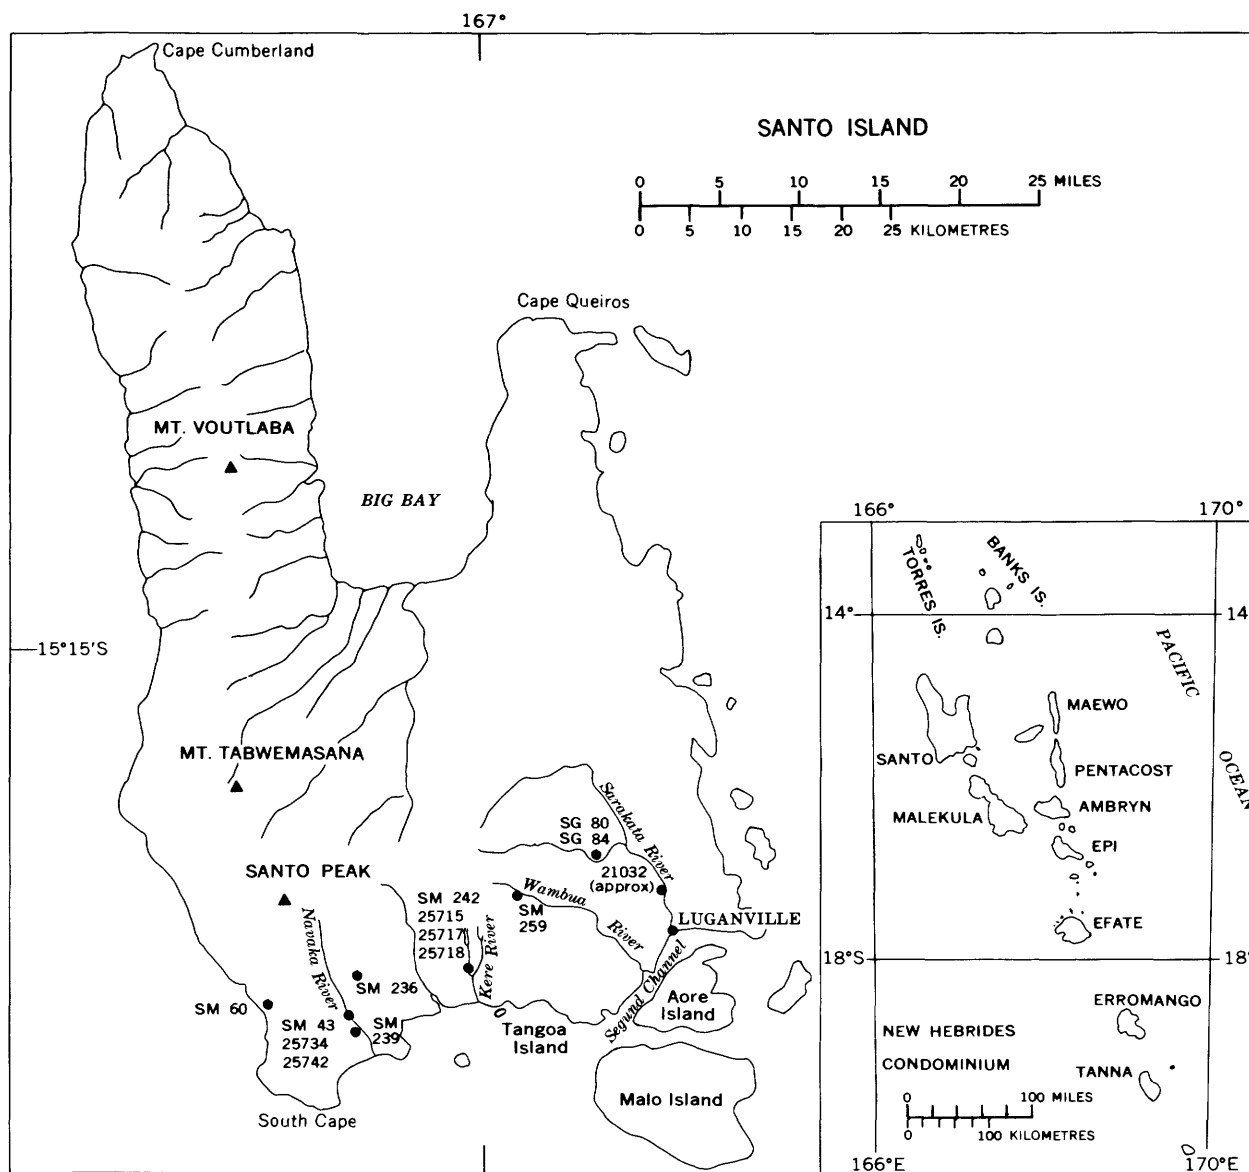 167°
Cape Cumberland
SANTO ISLAND
0 5 10 15 20 25 MILES
0 5 10 15 20 25 KILOMETRES
Cape Queiros
MT. VOUTLABA
BIG BAY
15°15'S
MT. TABWEMASANA
SANTO PEAK
Navaka River
SM 60
SM 43
25734
25742
SM 236
SM
239
SM 242
25715
25717
25718
Kere River
SG 80
SG 84
Sarakata River
21032
(approx)
Wambua
River
SM
259
LUGANVILLE
Segund Channel
Aore
Island
Tangoa
Island
Malo Island
South Cape
166° 170°
TORRES IS.
BANKS IS.
14° 14
PACIFIC
OCEAN
MAEWO
SANTO
PENTACOST
MALEKULA
AMBRYN
EPI
EFATE
18°S 18°
ERROMANGO
NEW HEBRIDES
CONDOMINIUM
TANNA
0 100 MILES
0 100 KILOMETRES
166°E 170°E